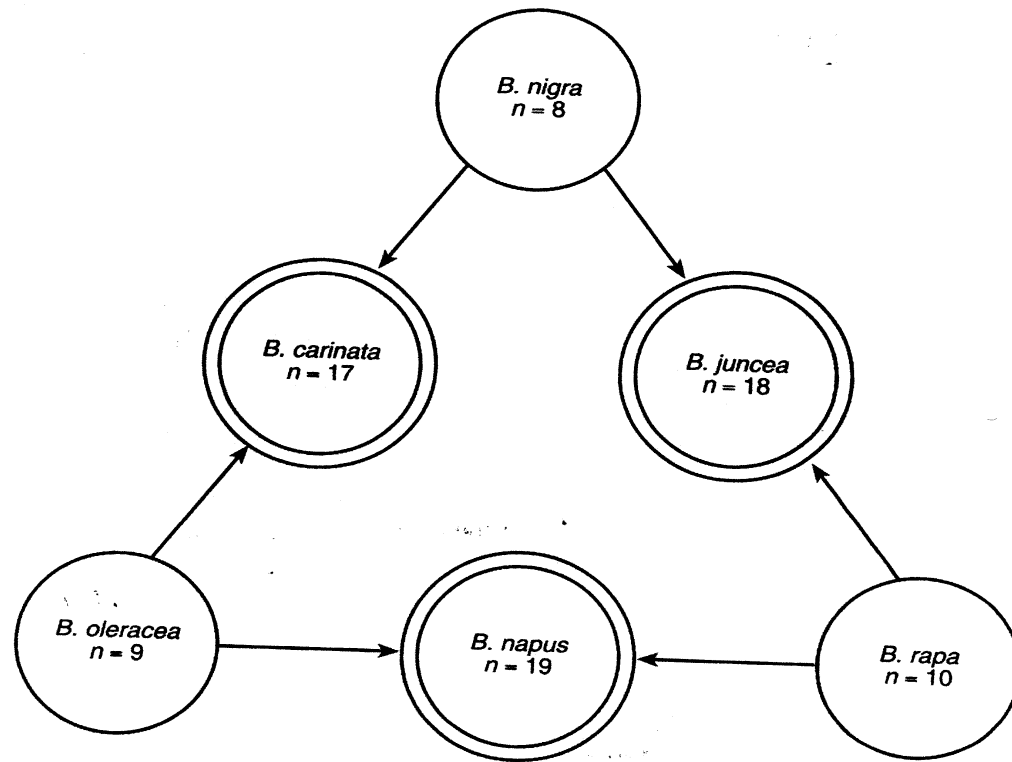 B. nigra
n = 8
B. carinata
n = 17
B. juncea
n = 18
B. oleracea
n = 9
B. napus
n = 19
B. rapa
n = 10